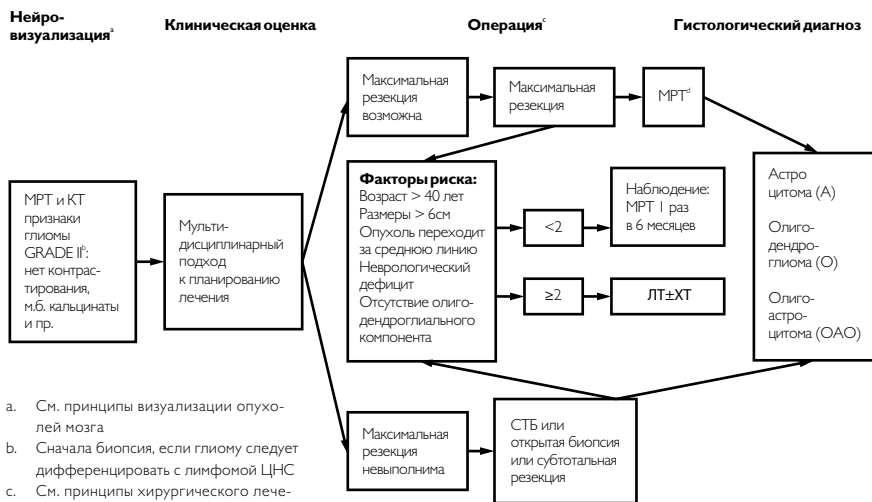 Нейро-
визуализация^a
Клиническая оценка
Операция^c
Гистологический диагноз
Максимальная
резекция
возможна
Максимальная
резекция
МРТ^d
МРТ и КТ
признаки
глиомы
GRADE II^b:
нет контрас-
тирования,
м.б. кальцинаты
и пр.
Мульти-
дисциплинарный
подход
к планированию
лечения
Факторы риска:
Возраст > 40 лет
Размеры > 6см
Опухоль переходит
за среднюю линию
Неврологический
дефицит
Отсутствие олиго-
дендроглиального
компонента
<2
Наблюдение:
МРТ 1 раз
в 6 месяцев
≥2
ЛТ±ХТ
Астро
цитома (А)
Олиго-
дендро-
глиома (О)
Олиго-
астро-
цитома (ОАО)
Максимальная
резекция
невыполнима
СТБ или
открытая биопсия
или субтотальная
резекция
a. См. принципы визуализации опухо-
лей мозга
b. Сначала биопсия, если глиому следует
дифференцировать с лимфомой ЦНС
c. См. принципы хирургического лече-